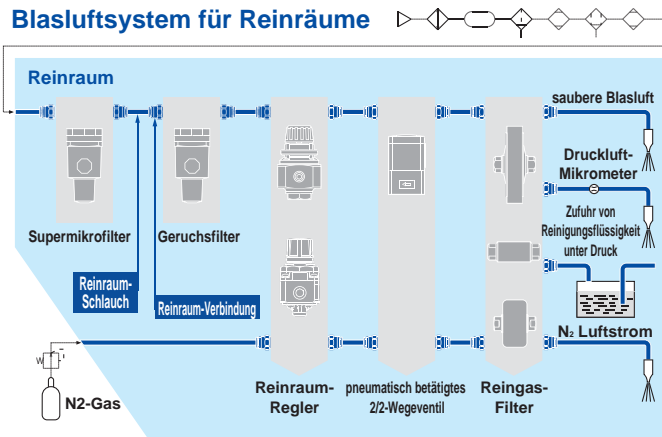 Blasluftsystem für Reinräume
Reinraum
saubere Blasluft
Druckluft-
Mikrometer
Zufuhr von
Reinigungsflüssigkeit
unter Druck
Supermikrofilter
Geruchsfilter
Reinraum-
Schlauch
Reinraum-Verbindung
N₂ Luftstrom
W
N2-Gas
Reinraum-
Regler
pneumatisch betätigtes
2/2-Wegeventil
Reingas-
Filter